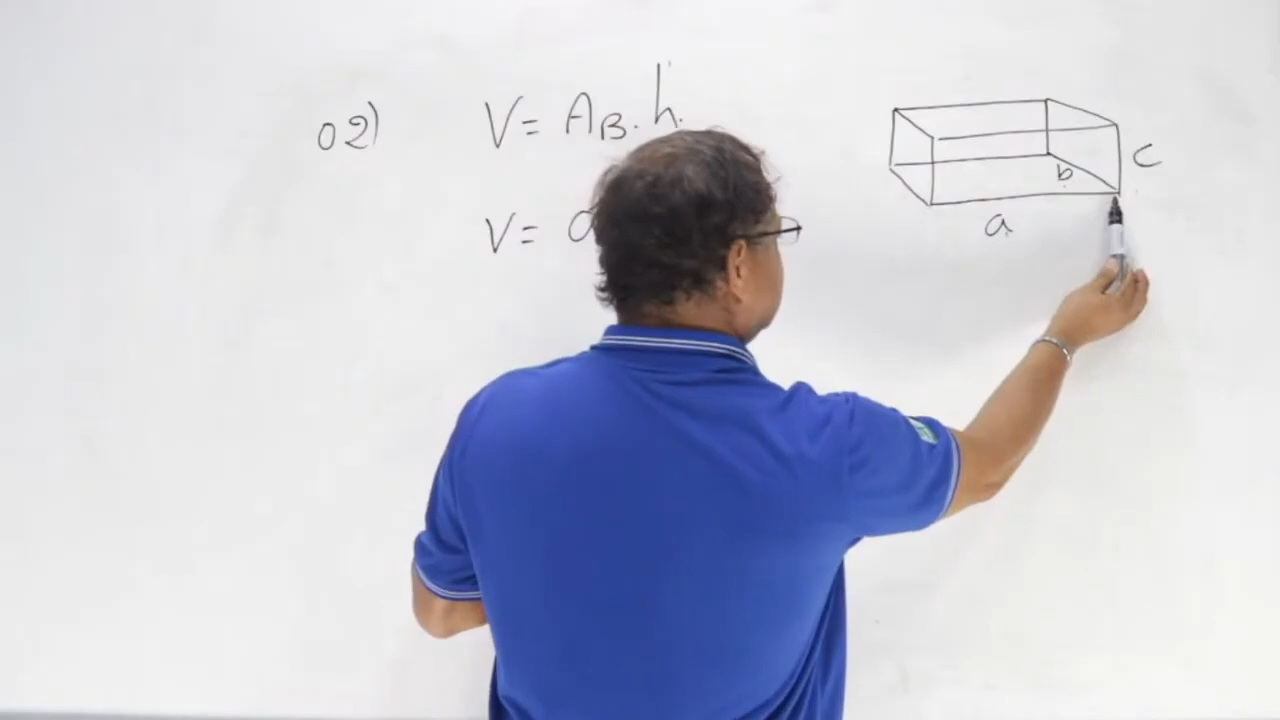 02) V = A_B . h
V = a
c
b
a